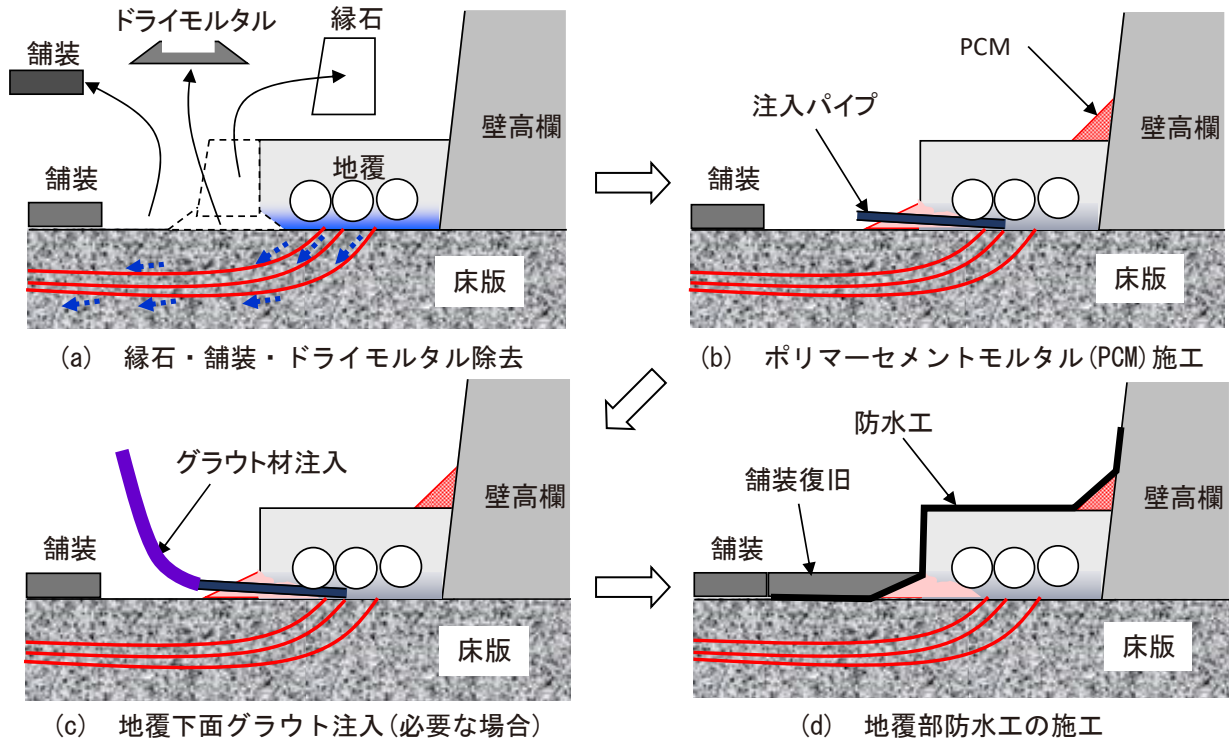 ドライモルタル
縁石
舗装
地覆
壁高欄
舗装
床版
(a) 縁石・舗装・ドライモルタル除去
PCM
注入パイプ
壁高欄
舗装
床版
(b) ポリマーセメントモルタル(PCM)施工
グラウト材注入
壁高欄
舗装
床版
(c) 地覆下面グラウト注入(必要な場合)
防水工
舗装復旧
壁高欄
舗装
床版
(d) 地覆部防水工の施工